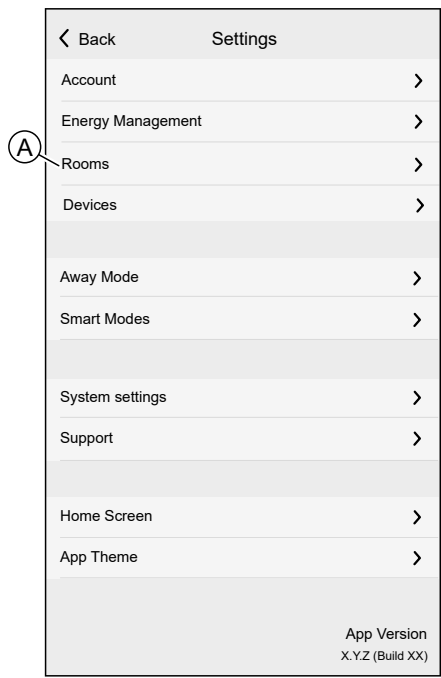 Back Settings
Account
Energy Management
A
Rooms
Devices
Away Mode
Smart Modes
System settings
Support
Home Screen
App Theme
App Version
X.Y.Z (Build XX)